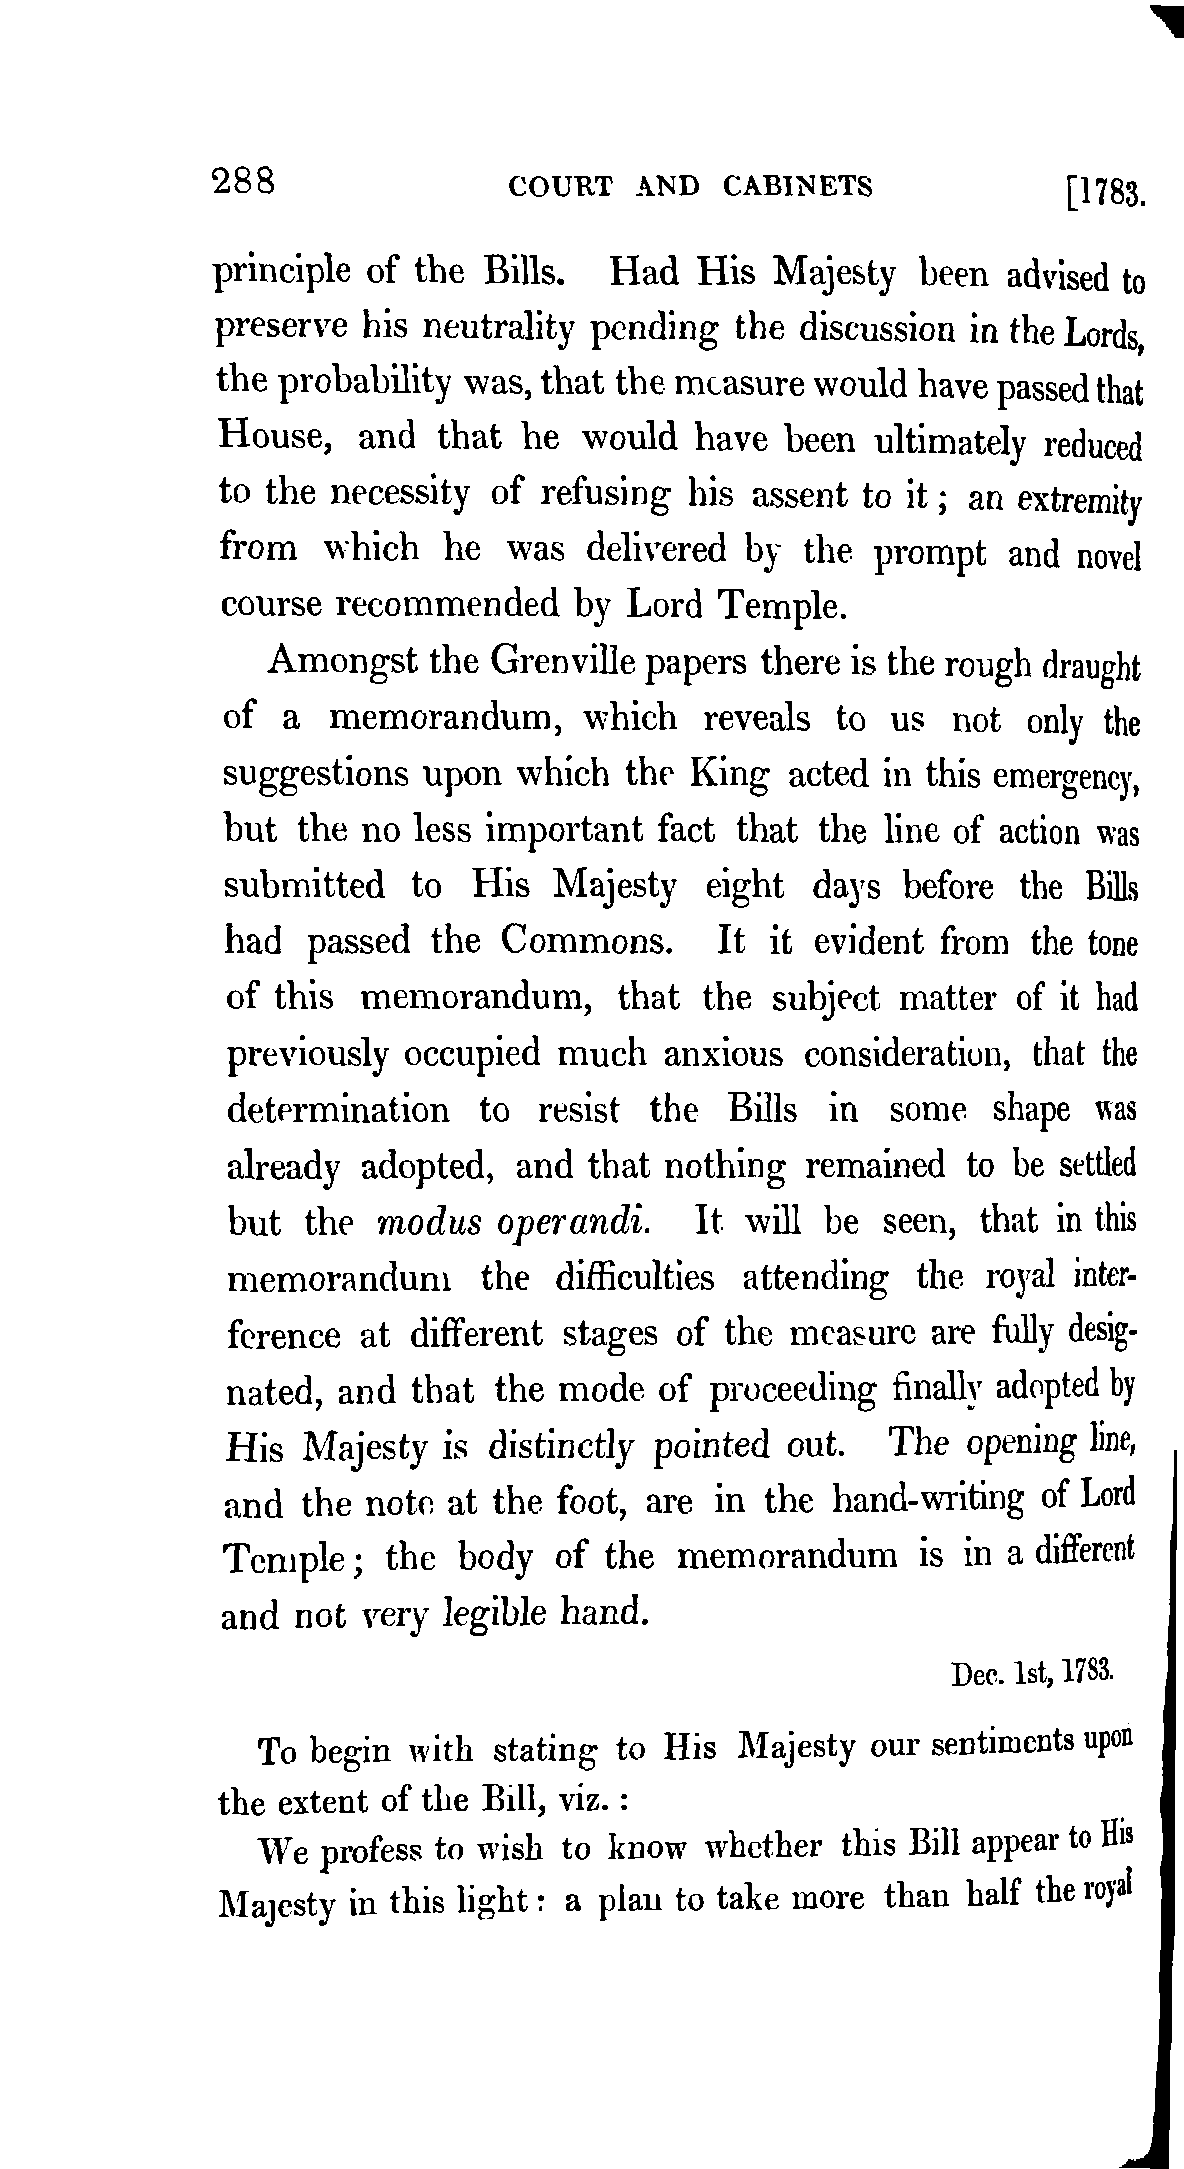 288 COURT AND CABINETS [1783.
principle of the Bills. Had His Majesty been advised to
preserve his neutrality pending the discussion in the Lords,
the probability was, that the measure would have passed that
House, and that he would have been ultimately reduced
to the necessity of refusing his assent to it; an extremity
from which he was delivered by the prompt and novel
course recommended by Lord Temple.
Amongst the Grenville papers there is the rough draught
of a memorandum, which reveals to us not only the
suggestions upon which the King acted in this emergency,
but the no less important fact that the line of action was
submitted to His Majesty eight days before the Bills
had passed the Commons. It it evident from the tone
of this memorandum, that the subject matter of it had
previously occupied much anxious consideration, that the
determination to resist the Bills in some shape was
already adopted, and that nothing remained to be settled
but the modus operandi. It will be seen, that in this
memorandum the difficulties attending the royal inter-
ference at different stages of the measure are fully desig-
nated, and that the mode of proceeding finally adopted by
His Majesty is distinctly pointed out. The opening line,
and the note at the foot, are in the hand-writing of Lord
Temple; the body of the memorandum is in a different
and not very legible hand.
Dec. 1st, 1783.
To begin with stating to His Majesty our sentiments upon
the extent of the Bill, viz. :
We profess to wish to know whether this Bill appear to His
Majesty in this light: a plan to take more than half the royal